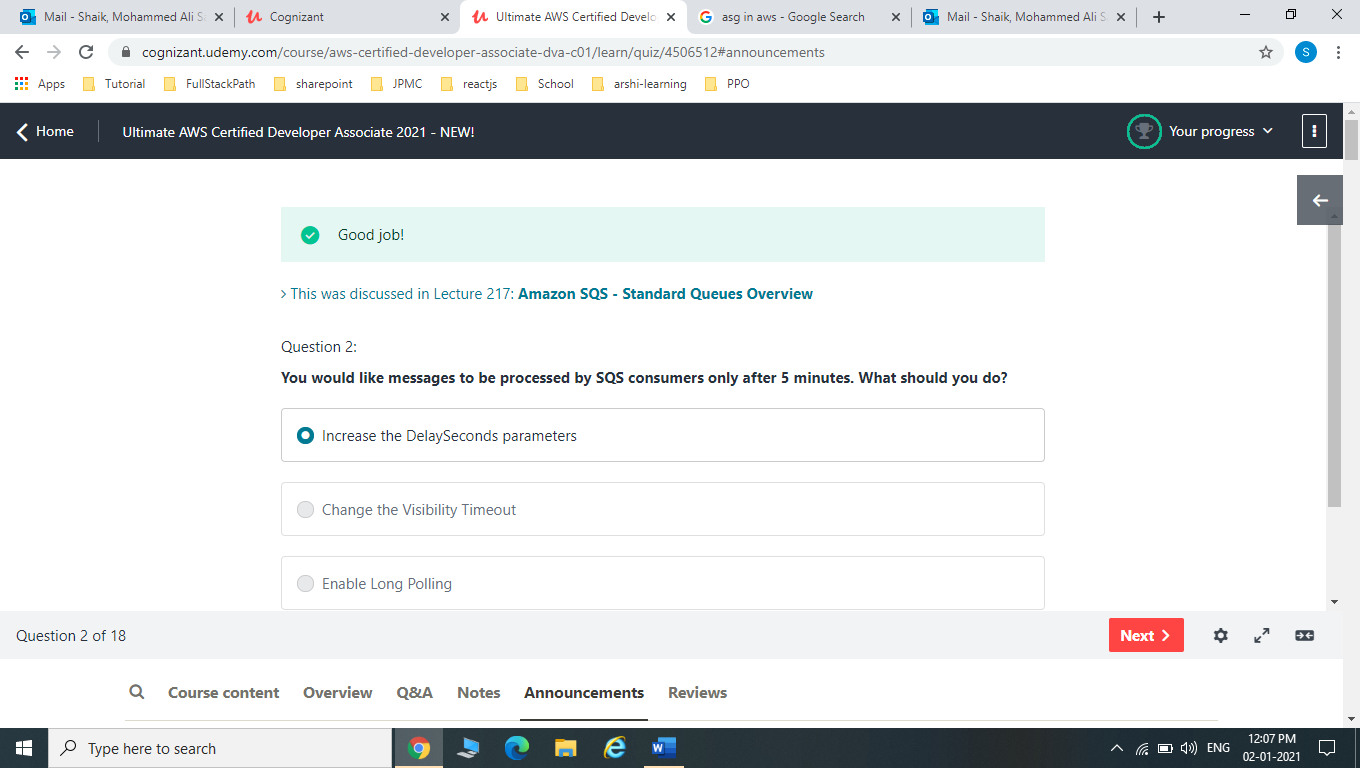 Mail - Shaik, Mohammed Ali S
Cognizant
Ultimate AWS Certified Develo
asg in aws - Google Search
Mail - Shaik, Mohammed Ali S
cognizant.udemy.com/course/aws-certified-developer-associate-dva-c01/learn/quiz/4506512#announcements
S
Apps Tutorial FullStackPath sharepoint JPMC reactjs School arshi-learning PPO
Home Ultimate AWS Certified Developer Associate 2021 - NEW! Your progress
Good job!
> This was discussed in Lecture 217: Amazon SQS - Standard Queues Overview
Question 2:
You would like messages to be processed by SQS consumers only after 5 minutes. What should you do?
Increase the DelaySeconds parameters
Change the Visibility Timeout
Enable Long Polling
Question 2 of 18 Next
Course content Overview Q&A Notes Announcements Reviews
Type here to search
ENG
12:07 PM
02-01-2021